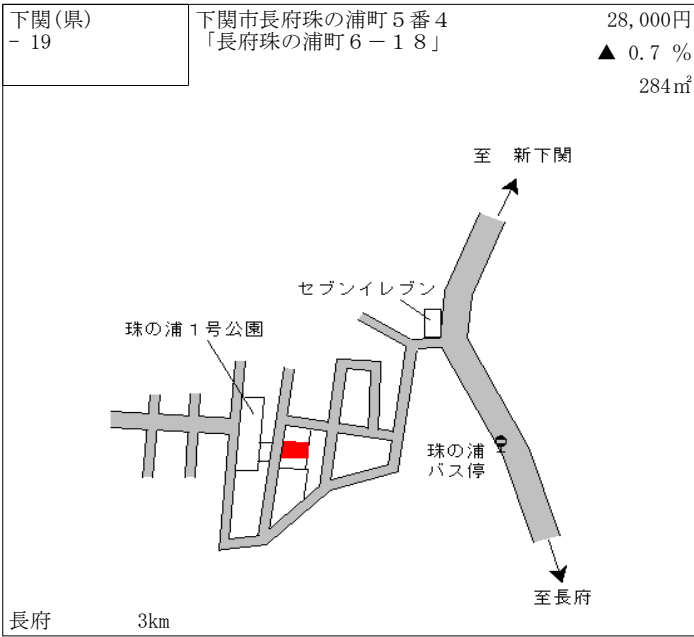 下関(県)
- 19
下関市長府珠の浦町５番４
「長府珠の浦町６－１８」
28,000円
▲ 0.7 %
284㎡
至　新下関
セブンイレブン
珠の浦１号公園
珠の浦
バス停
至長府
長府　　　3km